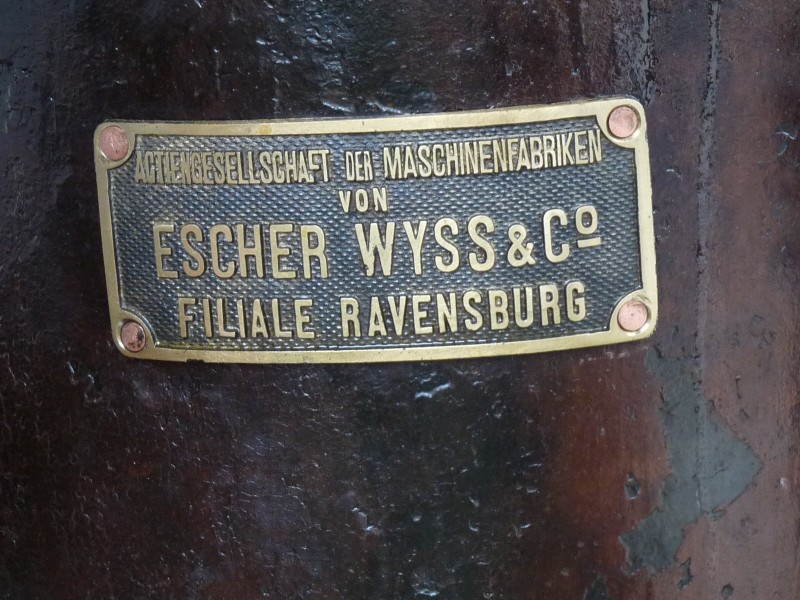 ACTIENGESELLSCHAFT DER MASCHINENFABRIKEN
VON
ESCHER WYSS & Cº
FILIALE RAVENSBURG